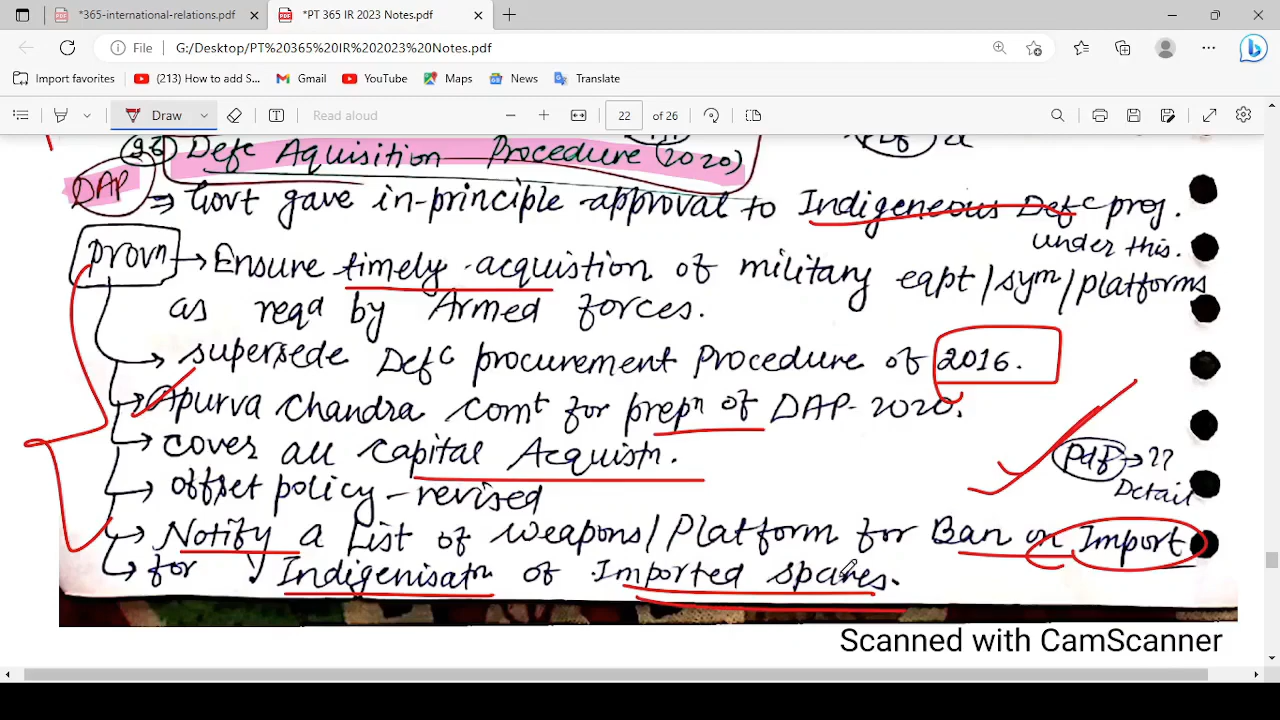 *365-international-relations.pdf
*PT 365 IR 2023 Notes.pdf
File G:/Desktop/PT%20365%20IR%202023%20Notes.pdf
Import favorites (213) How to add S... Gmail YouTube Maps News Translate
Draw Read aloud 22 of 26
Defc Aquisition Procedure (2020)
DAP
⇒ Govt gave in-principle approval to Indigeneous Defc proj.
under this.
provn → Ensure timely acquistion of military eqpt/sym/platforms
as reqd by Armed forces.
→ supersede Defc procurement Procedure of 2016.
→ Apurva Chandra comt for prepn of DAP-2020.
→ cover all capital Acquistn.
Pdf → 22
Detail
→ offset policy - revised
→ Notify a List of weapons/Platform for Ban on Import
→ for Indigenisatn of Imported spares.
Scanned with CamScanner